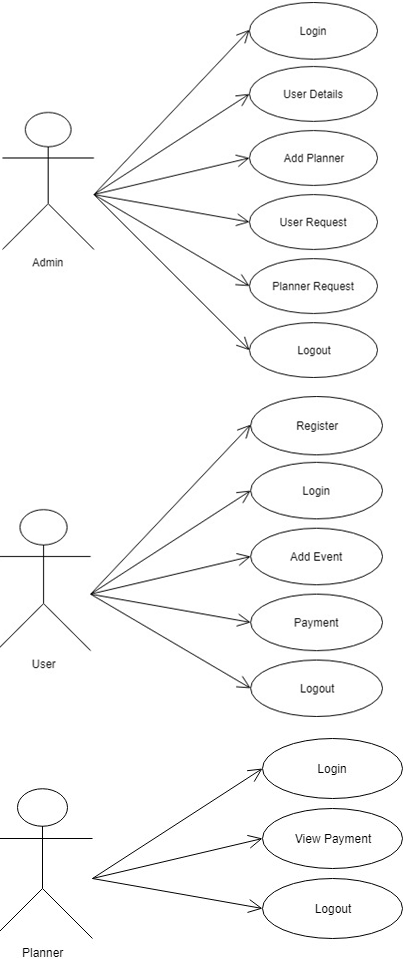 Login
User Details
Add Planner
Admin
User Request
Planner Request
Logout
Register
Login
Add Event
Payment
User
Logout
Login
View Payment
Logout
Planner